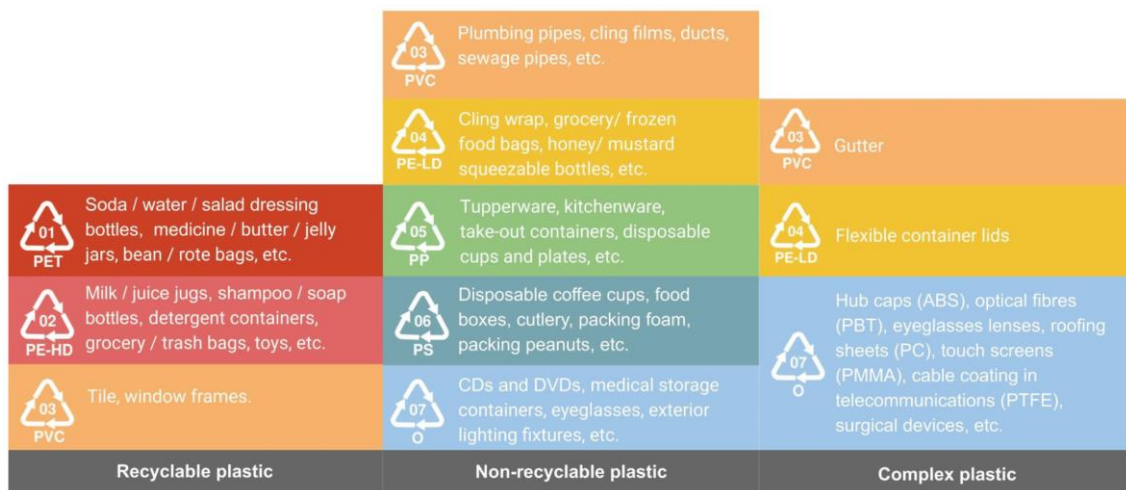 03
PVC
Plumbing pipes, cling films, ducts,
sewage pipes, etc.
04
PE-LD
Cling wrap, grocery/ frozen
food bags, honey/ mustard
squeezable bottles, etc.
03
PVC
Gutter
01
PET
Soda / water / salad dressing
bottles, medicine / butter / jelly
jars, bean / rote bags, etc.
05
PP
Tupperware, kitchenware,
take-out containers, disposable
cups and plates, etc.
04
PE-LD
Flexible container lids
02
PE-HD
Milk / juice jugs, shampoo / soap
bottles, detergent containers,
grocery / trash bags, toys, etc.
06
PS
Disposable coffee cups, food
boxes, cutlery, packing foam,
packing peanuts, etc.
07
O
Hub caps (ABS), optical fibres
(PBT), eyeglasses lenses, roofing
sheets (PC), touch screens
(PMMA), cable coating in
telecommunications (PTFE),
surgical devices, etc.
03
PVC
Tile, window frames.
07
O
CDs and DVDs, medical storage
containers, eyeglasses, exterior
lighting fixtures, etc.
Recyclable plastic
Non-recyclable plastic
Complex plastic